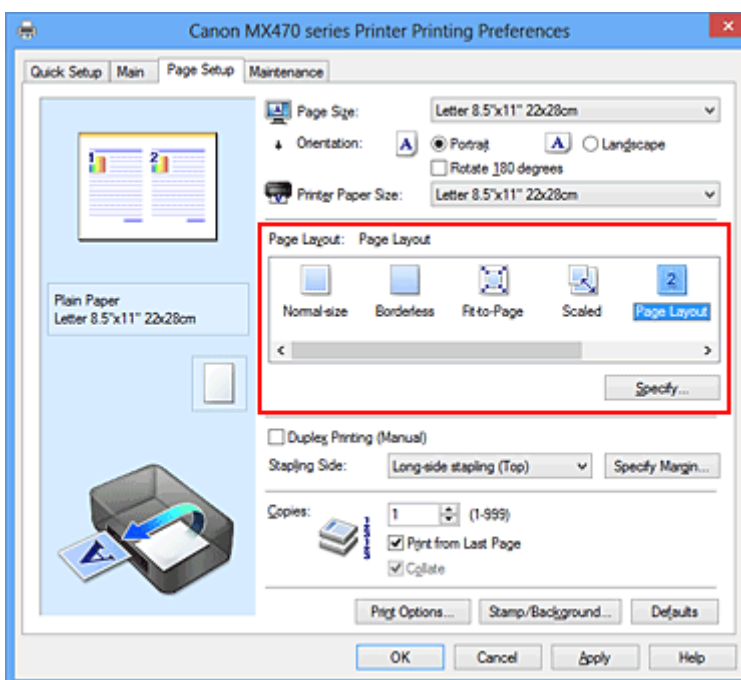 Canon MX470 series Printer Printing Preferences
Quick Setup Main Page Setup Maintenance
1 2
Plain Paper
Letter 8.5"x11" 22x28cm
Page Size: Letter 8.5"x11" 22x28cm
Orientation: A Portrait A Landscape
Rotate 180 degrees
Printer Paper Size: Letter 8.5"x11" 22x28cm
Page Layout: Page Layout
2
Normal-size Borderless Fit-to-Page Scaled Page Layout
Specify...
Duplex Printing (Manual)
Stapling Side: Long-side stapling (Top) Specify Margin...
Copies: 1 (1-999)
Print from Last Page
Collate
A
Print Options... Stamp/Background... Defaults
OK Cancel Apply Help